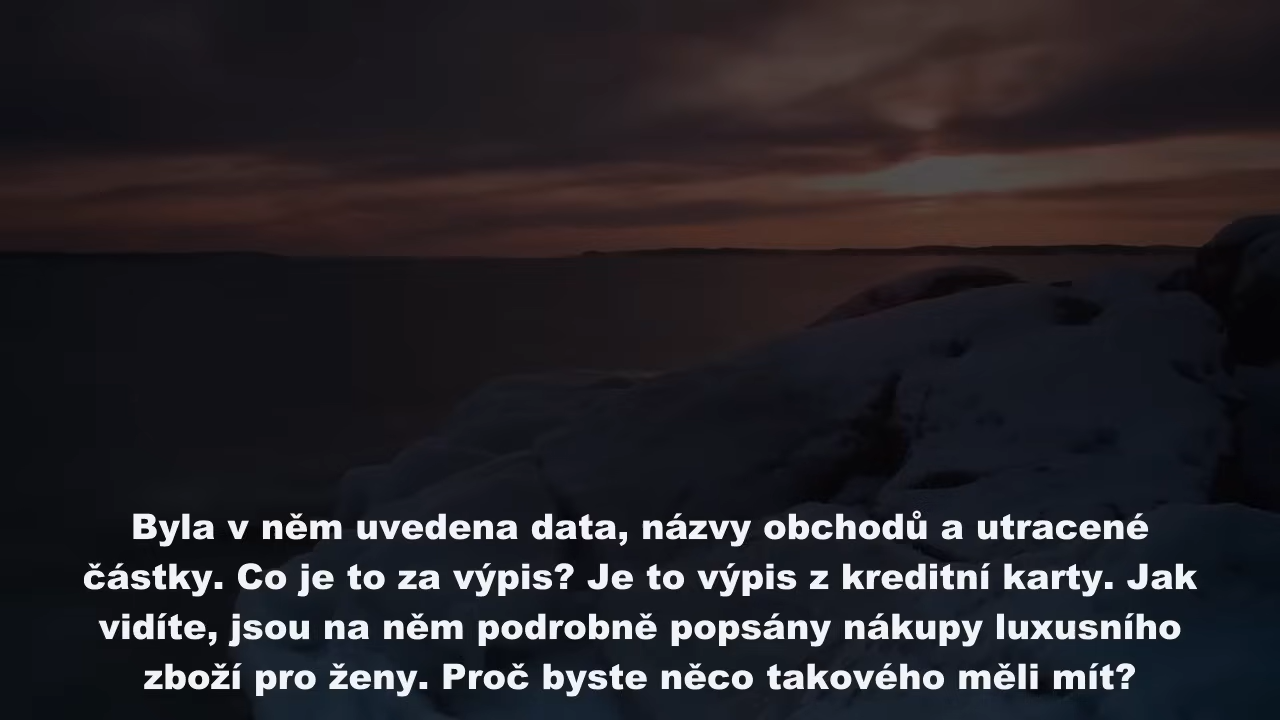 Byla v něm uvedena data, názvy obchodů a utracené
částky. Co je to za výpis? Je to výpis z kreditní karty. Jak
vidíte, jsou na něm podrobně popsány nákupy luxusního
zboží pro ženy. Proč byste něco takového měli mít?